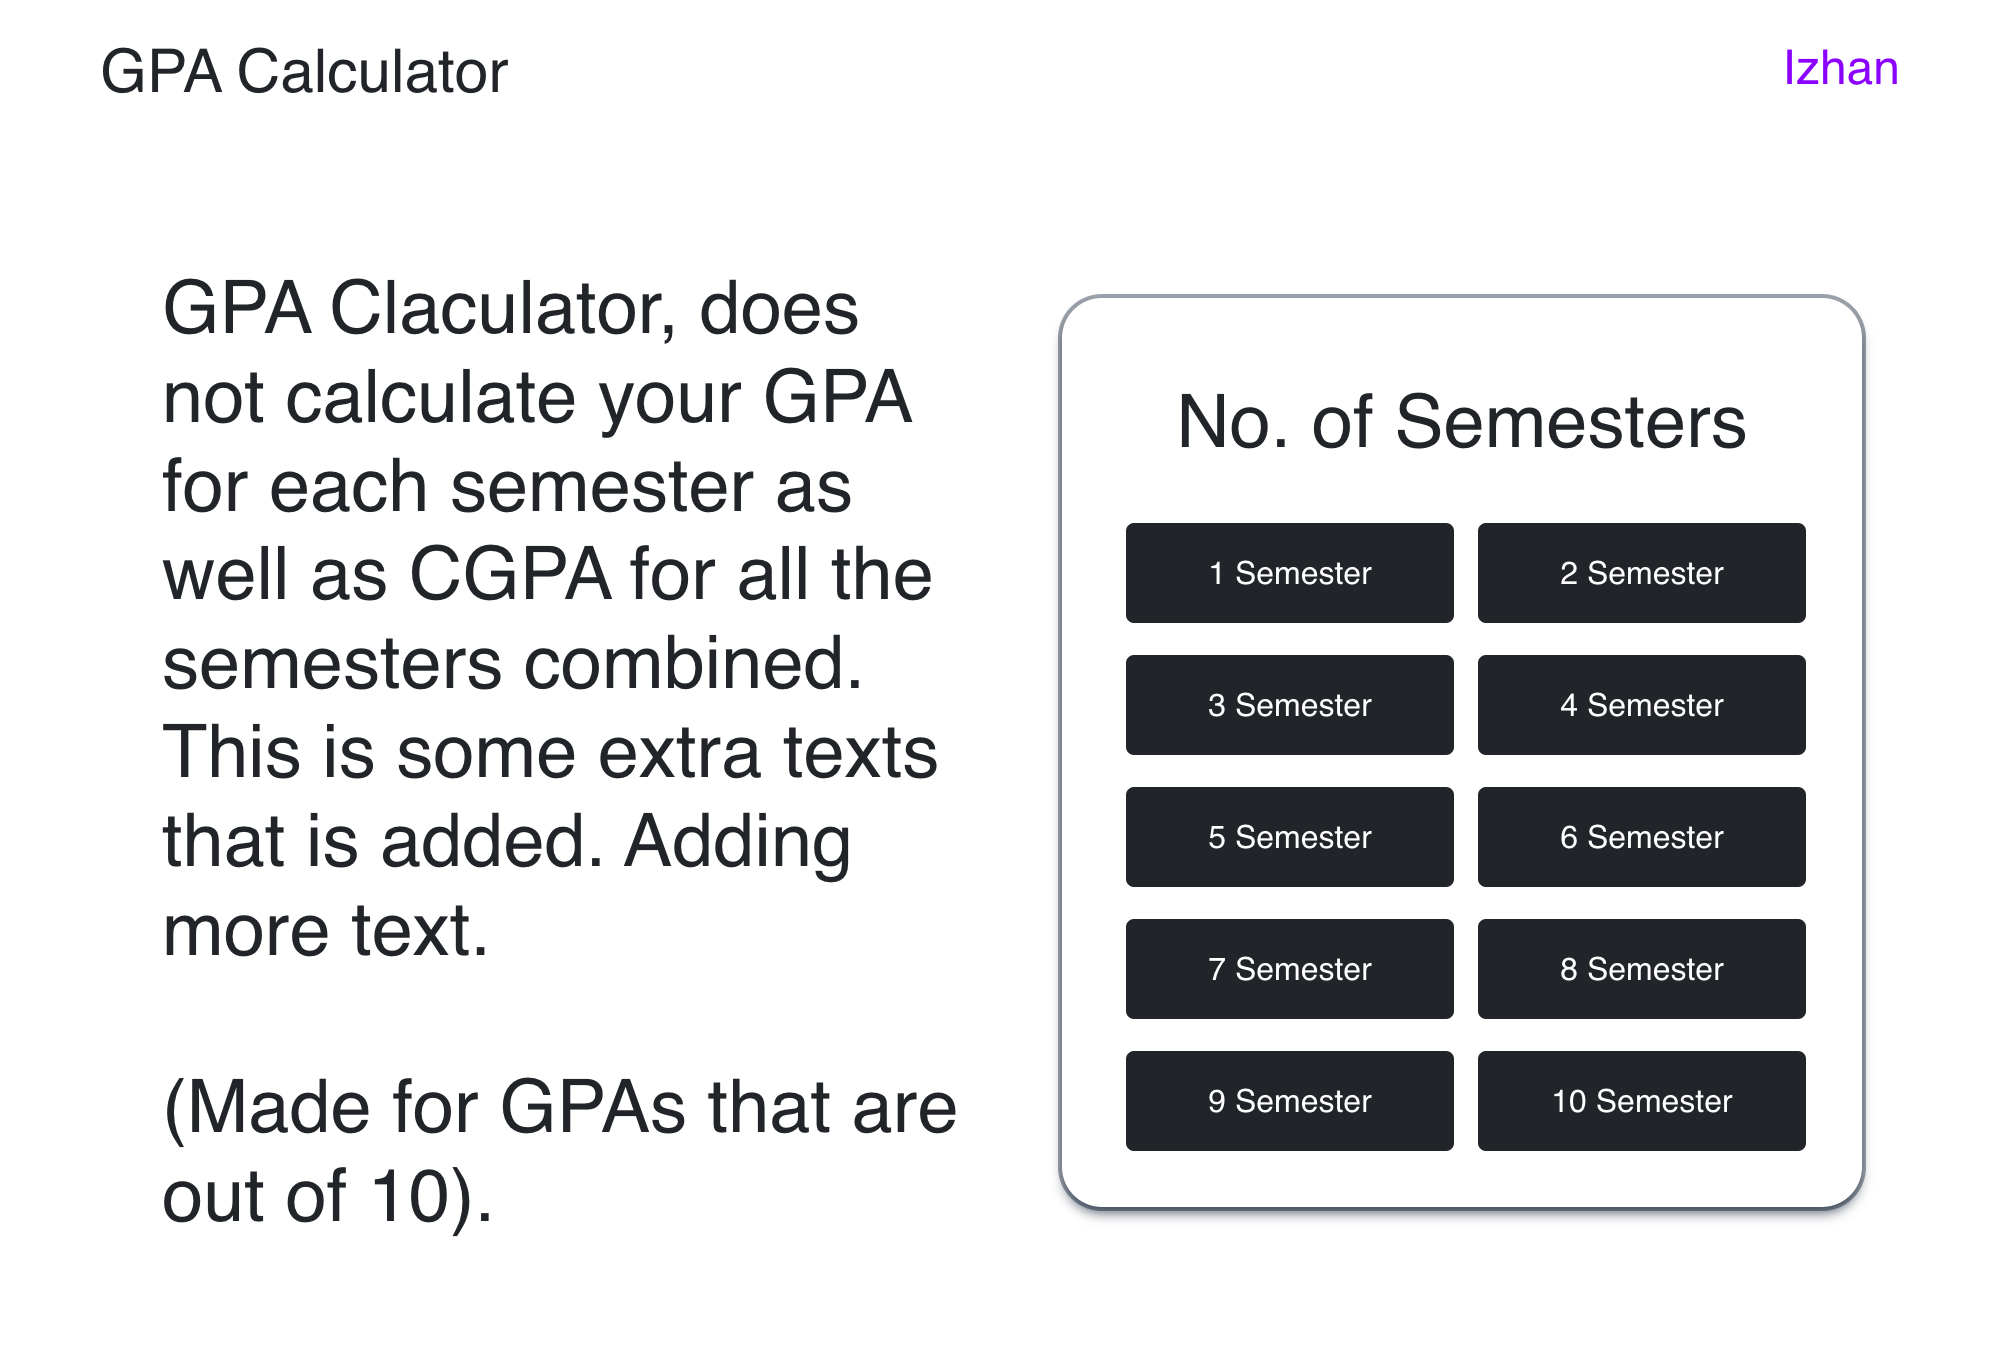 GPA Calculator
Izhan
GPA Claculator, does
not calculate your GPA
for each semester as
well as CGPA for all the
semesters combined.
This is some extra texts
that is added. Adding
more text.
(Made for GPAs that are
out of 10).
No. of Semesters
1 Semester
2 Semester
3 Semester
4 Semester
5 Semester
6 Semester
7 Semester
8 Semester
9 Semester
10 Semester